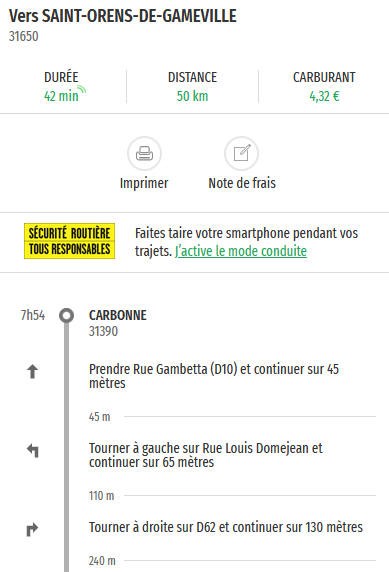 Vers SAINT-ORENS-DE-GAMEVILLE
31650
DURÉE
42 min
DISTANCE
50 km
CARBURANT
4,32 €
Imprimer
Note de frais
SÉCURITÉ ROUTIÈRE
TOUS RESPONSABLES
Faites taire votre smartphone pendant vos
trajets. J’active le mode conduite
7h54
CARBONNE
31390
Prendre Rue Gambetta (D10) et continuer sur 45
mètres
45 m
Tourner à gauche sur Rue Louis Domejean et
continuer sur 65 mètres
110 m
Tourner à droite sur D62 et continuer sur 130 mètres
240 m